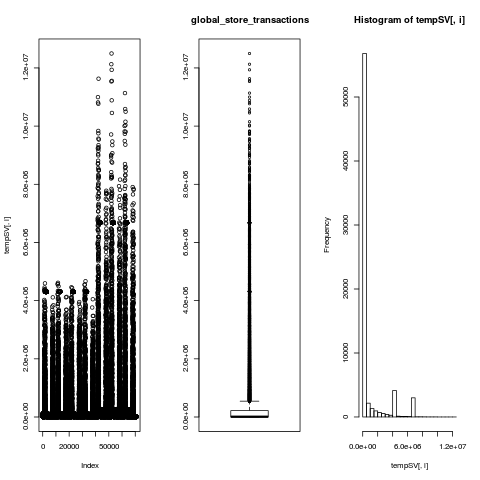 global_store_transactions
Histogram of tempSV[, i]
tempSV[, i]
0.0e+00
2.0e+06
4.0e+06
6.0e+06
8.0e+06
1.0e+07
1.2e+07
0
20000
50000
Index
0.0e+00
2.0e+06
4.0e+06
6.0e+06
8.0e+06
1.0e+07
1.2e+07
Frequency
0
10000
20000
30000
40000
50000
0.0e+00
6.0e+06
1.2e+07
tempSV[, i]